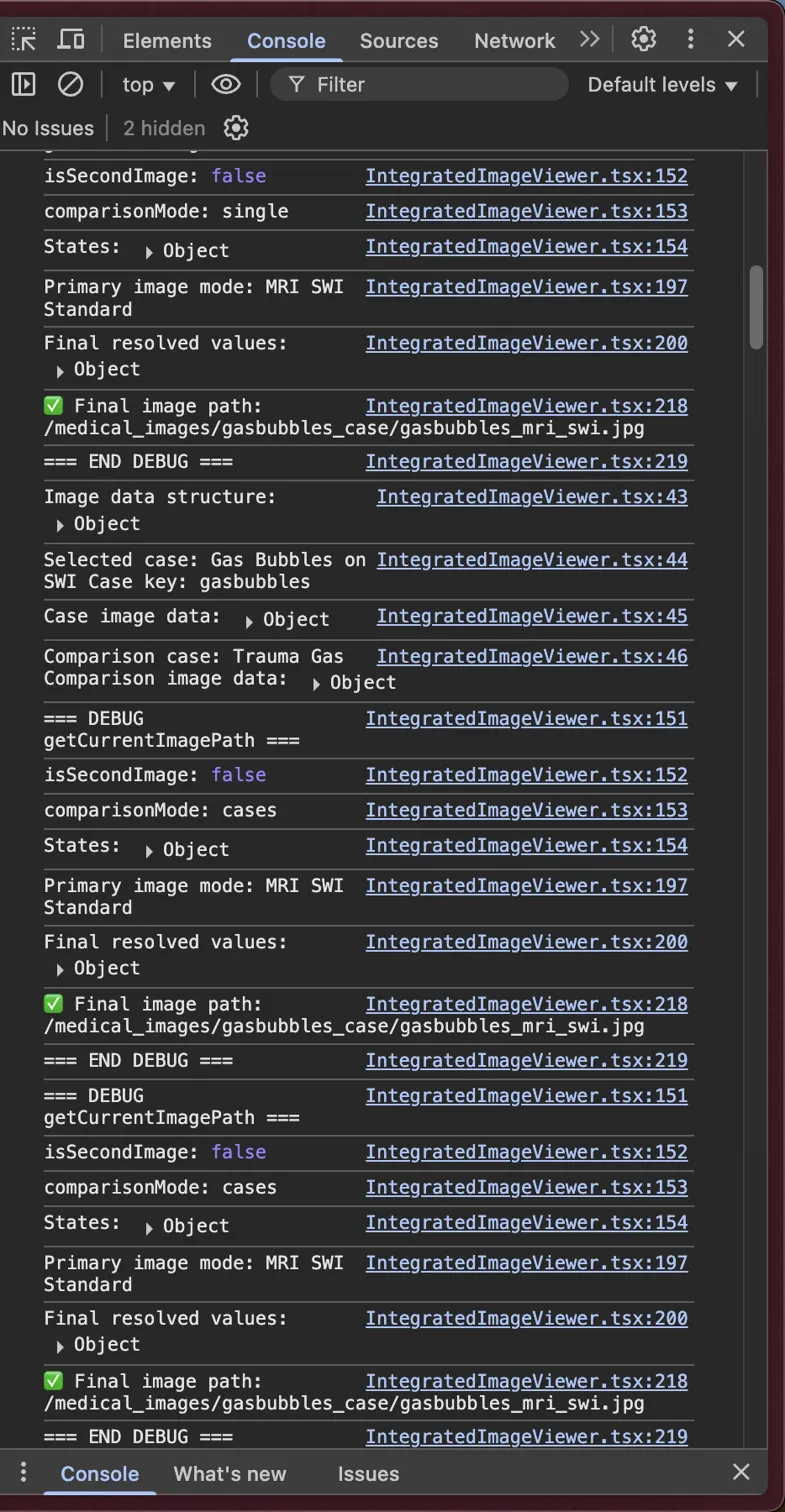 Elements Console Sources Network
top Filter Default levels
No Issues 2 hidden
isSecondImage: false IntegratedImageViewer.tsx:152
comparisonMode: single IntegratedImageViewer.tsx:153
States: Object IntegratedImageViewer.tsx:154
Primary image mode: MRI SWI IntegratedImageViewer.tsx:197
Standard
Final resolved values: IntegratedImageViewer.tsx:200
Object
✅ Final image path: IntegratedImageViewer.tsx:218
/medical_images/gasbubbles_case/gasbubbles_mri_swi.jpg
=== END DEBUG === IntegratedImageViewer.tsx:219
Image data structure: IntegratedImageViewer.tsx:43
Object
Selected case: Gas Bubbles on IntegratedImageViewer.tsx:44
SWI Case key: gasbubbles
Case image data: Object IntegratedImageViewer.tsx:45
Comparison case: Trauma Gas IntegratedImageViewer.tsx:46
Comparison image data: Object
=== DEBUG IntegratedImageViewer.tsx:151
getCurrentImagePath ===
isSecondImage: false IntegratedImageViewer.tsx:152
comparisonMode: cases IntegratedImageViewer.tsx:153
States: Object IntegratedImageViewer.tsx:154
Primary image mode: MRI SWI IntegratedImageViewer.tsx:197
Standard
Final resolved values: IntegratedImageViewer.tsx:200
Object
✅ Final image path: IntegratedImageViewer.tsx:218
/medical_images/gasbubbles_case/gasbubbles_mri_swi.jpg
=== END DEBUG === IntegratedImageViewer.tsx:219
=== DEBUG IntegratedImageViewer.tsx:151
getCurrentImagePath ===
isSecondImage: false IntegratedImageViewer.tsx:152
comparisonMode: cases IntegratedImageViewer.tsx:153
States: Object IntegratedImageViewer.tsx:154
Primary image mode: MRI SWI IntegratedImageViewer.tsx:197
Standard
Final resolved values: IntegratedImageViewer.tsx:200
Object
✅ Final image path: IntegratedImageViewer.tsx:218
/medical_images/gasbubbles_case/gasbubbles_mri_swi.jpg
=== END DEBUG === IntegratedImageViewer.tsx:219
Console What's new Issues